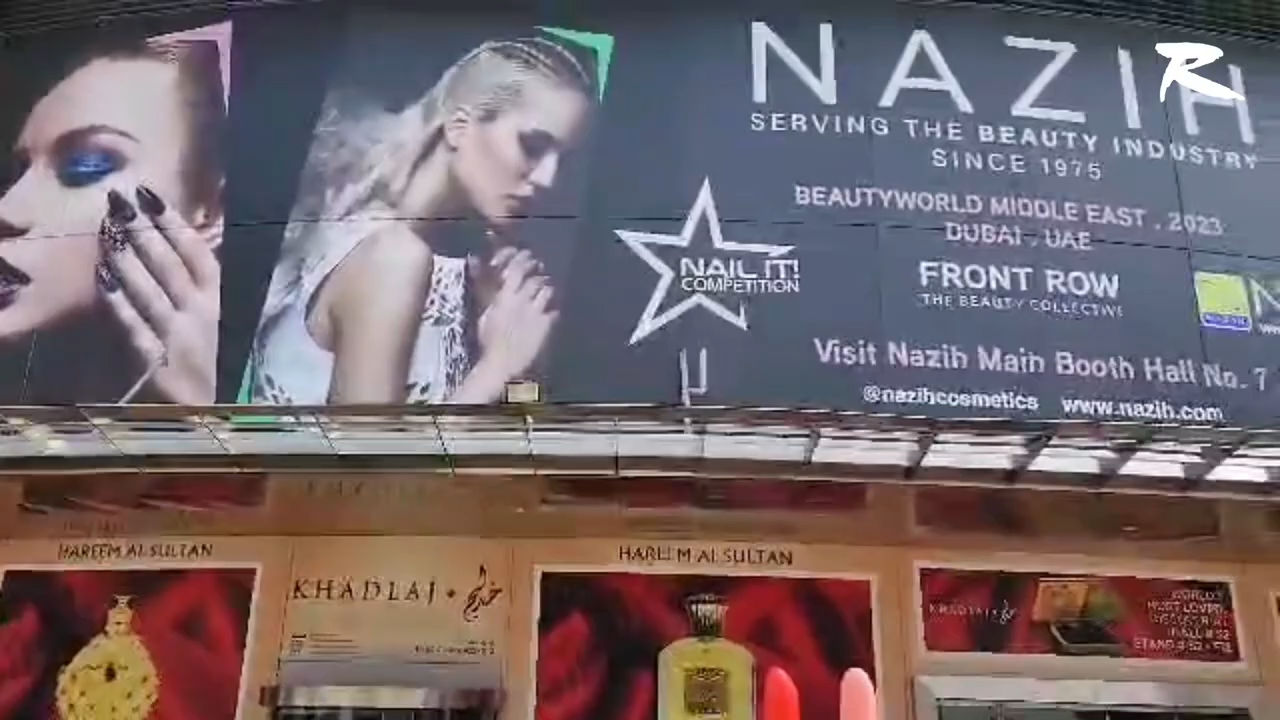 NAZIH
R
SERVING THE BEAUTY INDUSTRY
SINCE 1975
BEAUTYWORLD MIDDLE EAST , 2023
DUBAI , UAE
NAIL IT!
COMPETITION
FRONT ROW
THE BEAUTY COLLECTIVE
Visit Nazih Main Booth Hall No. 7
@nazihcosmetics www.nazih.com
HAREEM AL SULTAN
KHADLAJ
HAREEM AL SULTAN
KHADLAJ